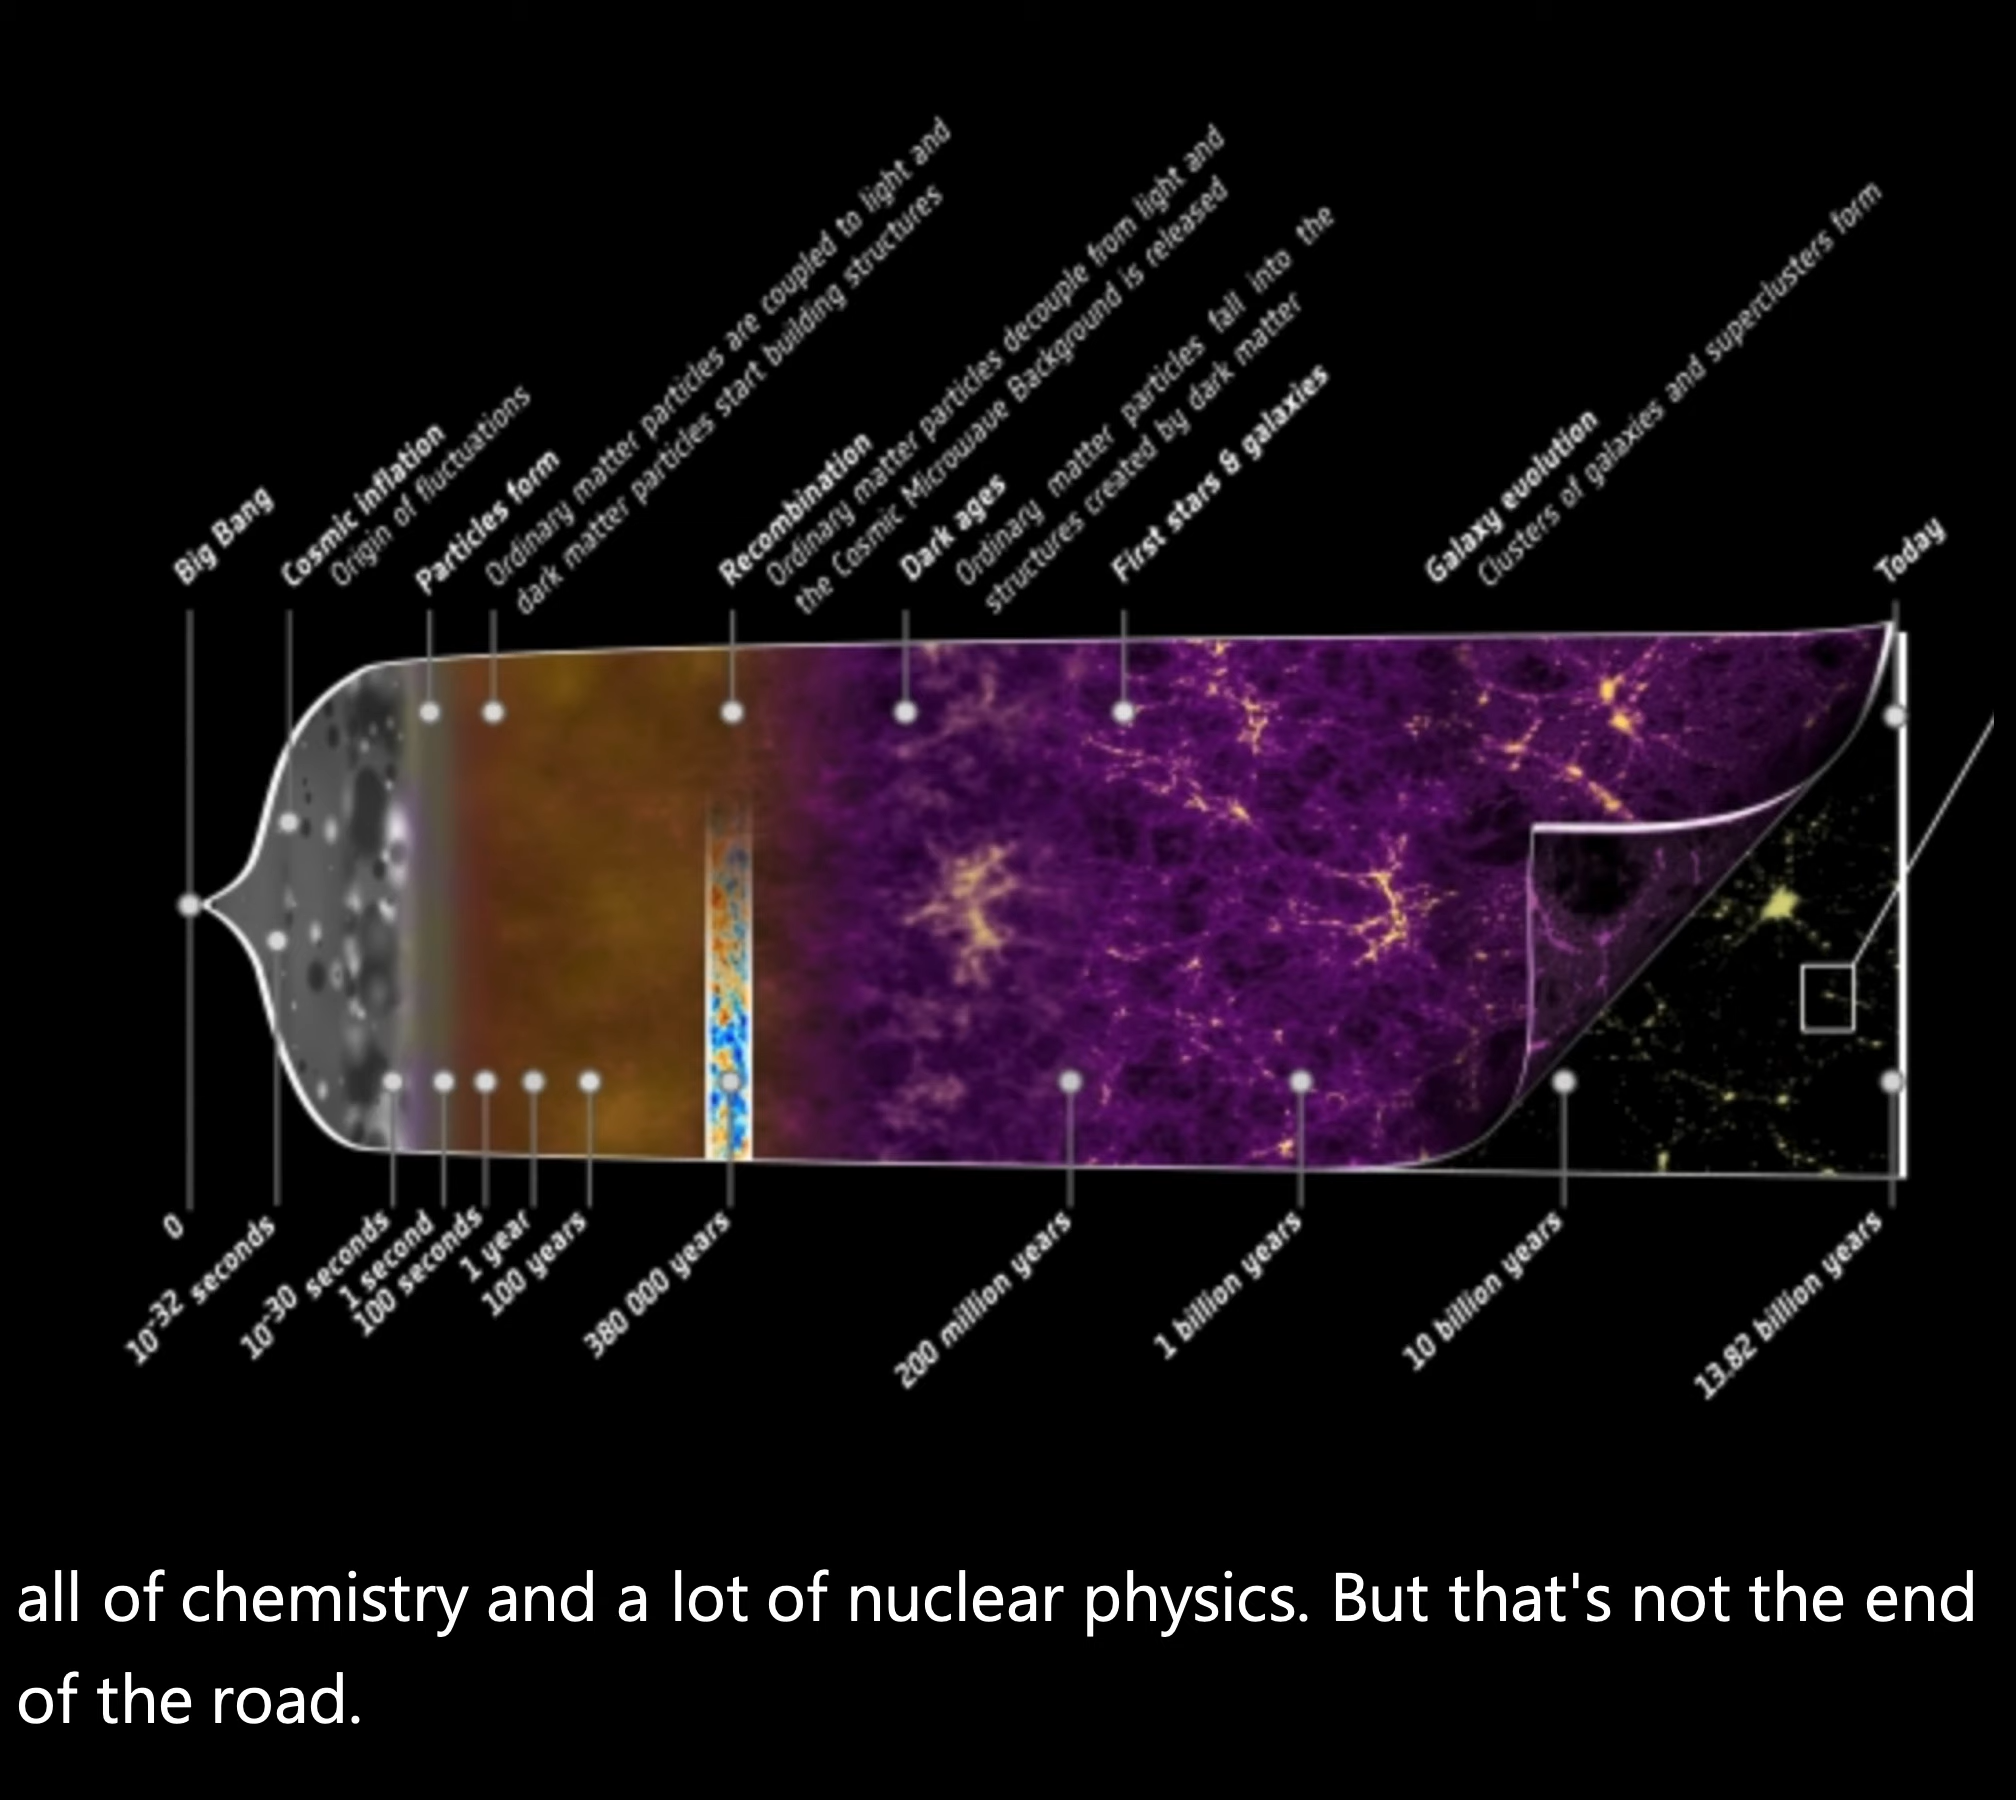 Big Bang
Cosmic inflation
Origin of fluctuations
Particles form
Ordinary matter particles are coupled to light and
dark matter particles start building structures
Recombination
Ordinary matter particles decouple from light and
the Cosmic Microwave Background is released
Dark ages
Ordinary matter particles fall into the
structures created by dark matter
First stars & galaxies
Galaxy evolution
Clusters of galaxies and superclusters form
Today
0
10-32 seconds
10-30 seconds
1 second
100 seconds
1 year
100 years
380 000 years
200 million years
1 billion years
10 billion years
13.82 billion years
all of chemistry and a lot of nuclear physics. But that's not the end
of the road.